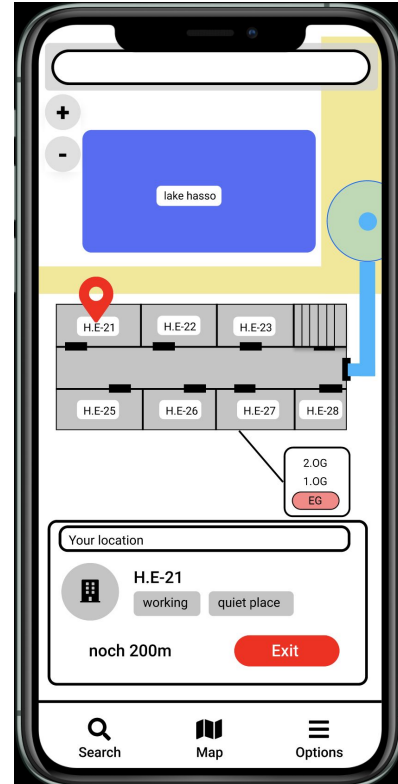 +
-
lake hasso
H.E-21
H.E-22
H.E-23
H.E-25
H.E-26
H.E-27
H.E-28
2.OG
1.OG
EG
Your location
H.E-21
working
quiet place
noch 200m
Exit
Search
Map
Options